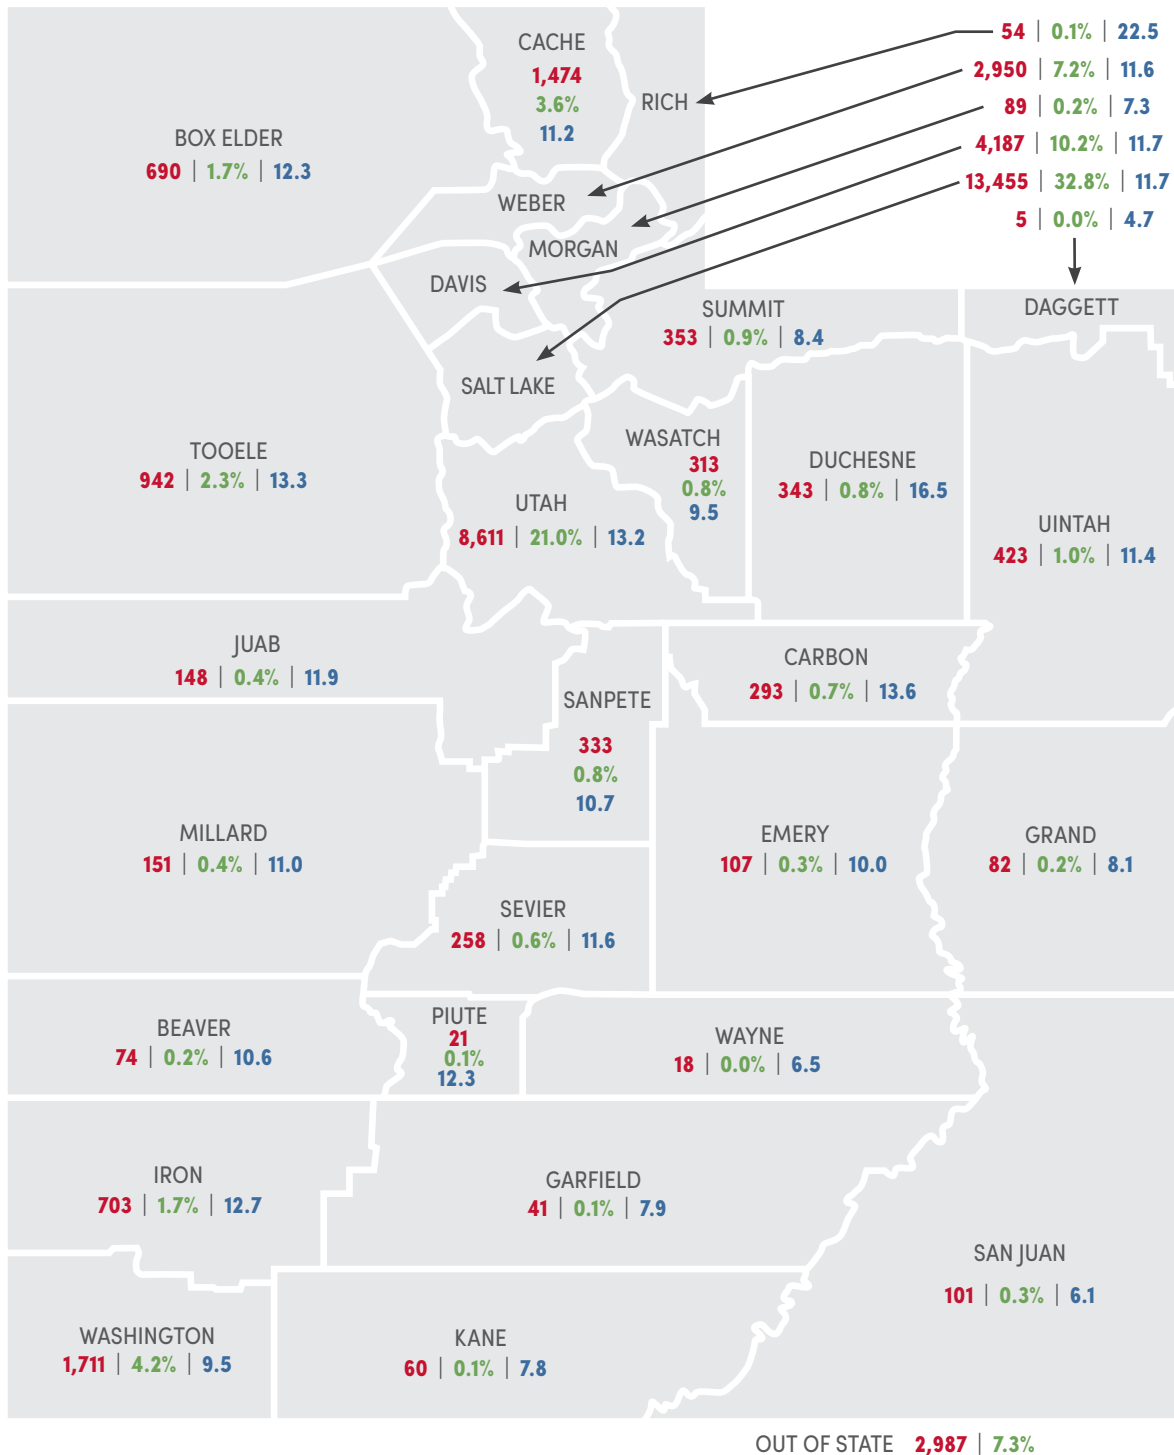 CACHE
1,474
3.6%
11.2
54 | 0.1% | 22.5
2,950 | 7.2% | 11.6
89 | 0.2% | 7.3
4,187 | 10.2% | 11.7
13,455 | 32.8% | 11.7
5 | 0.0% | 4.7
RICH
BOX ELDER
690 | 1.7% | 12.3
WEBER
MORGAN
DAVIS
SUMMIT
353 | 0.9% | 8.4
DAGGETT
SALT LAKE
TOOELE
942 | 2.3% | 13.3
WASATCH
313
0.8%
9.5
DUCHESNE
343 | 0.8% | 16.5
UTAH
8,611 | 21.0% | 13.2
UINTAH
423 | 1.0% | 11.4
JUAB
148 | 0.4% | 11.9
CARBON
293 | 0.7% | 13.6
SANPETE
333
0.8%
10.7
MILLARD
151 | 0.4% | 11.0
EMERY
107 | 0.3% | 10.0
GRAND
82 | 0.2% | 8.1
SEVIER
258 | 0.6% | 11.6
BEAVER
74 | 0.2% | 10.6
PIUTE
21
0.1%
12.3
WAYNE
18 | 0.0% | 6.5
IRON
703 | 1.7% | 12.7
GARFIELD
41 | 0.1% | 7.9
SAN JUAN
101 | 0.3% | 6.1
WASHINGTON
1,711 | 4.2% | 9.5
KANE
60 | 0.1% | 7.8
OUT OF STATE 2,987 | 7.3%